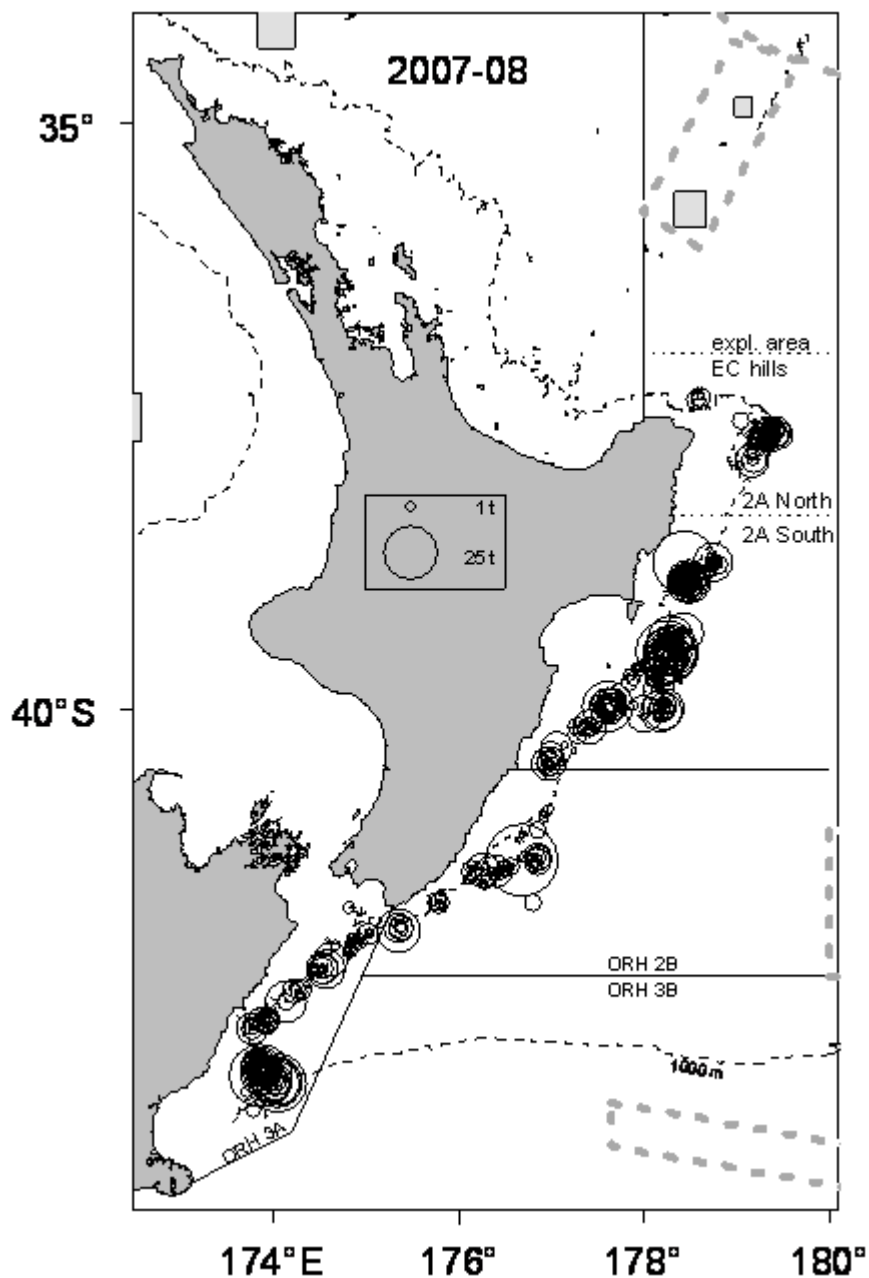 2007-08
35°
expl. area
EC hills
2A North
1t
2A South
25t
40°S
ORH 2B
ORH 3B
1000m
ORH 3A
174°E
176°
178°
180°